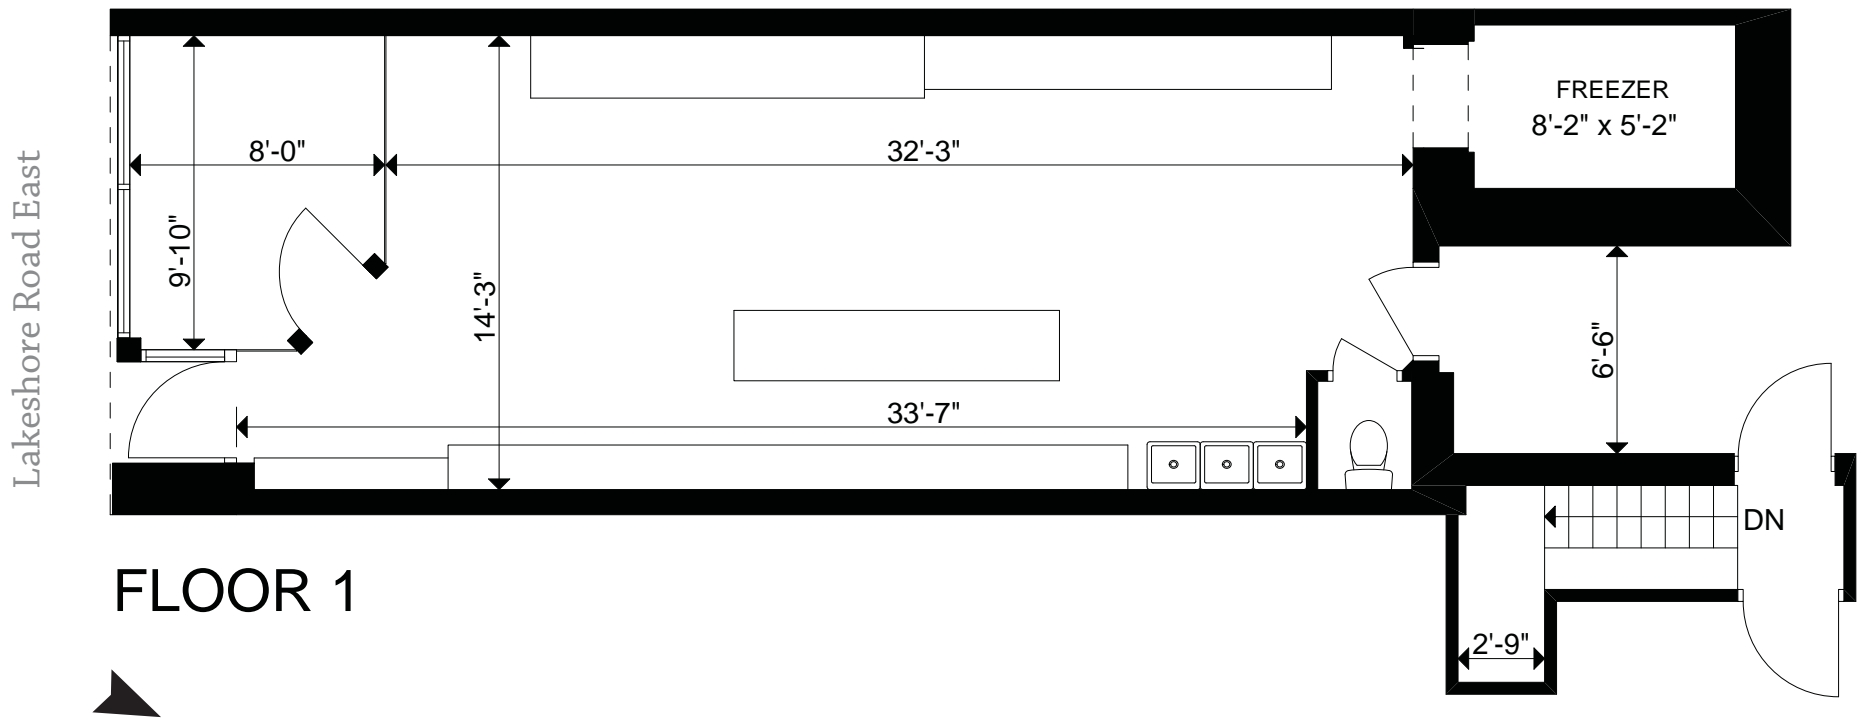 FREEZER
8'-2" x 5'-2"
8'-0"
32'-3"
Lakeshore Road East
9'-10"
14'-3"
6'-6"
33'-7"
DN
FLOOR 1
2'-9"